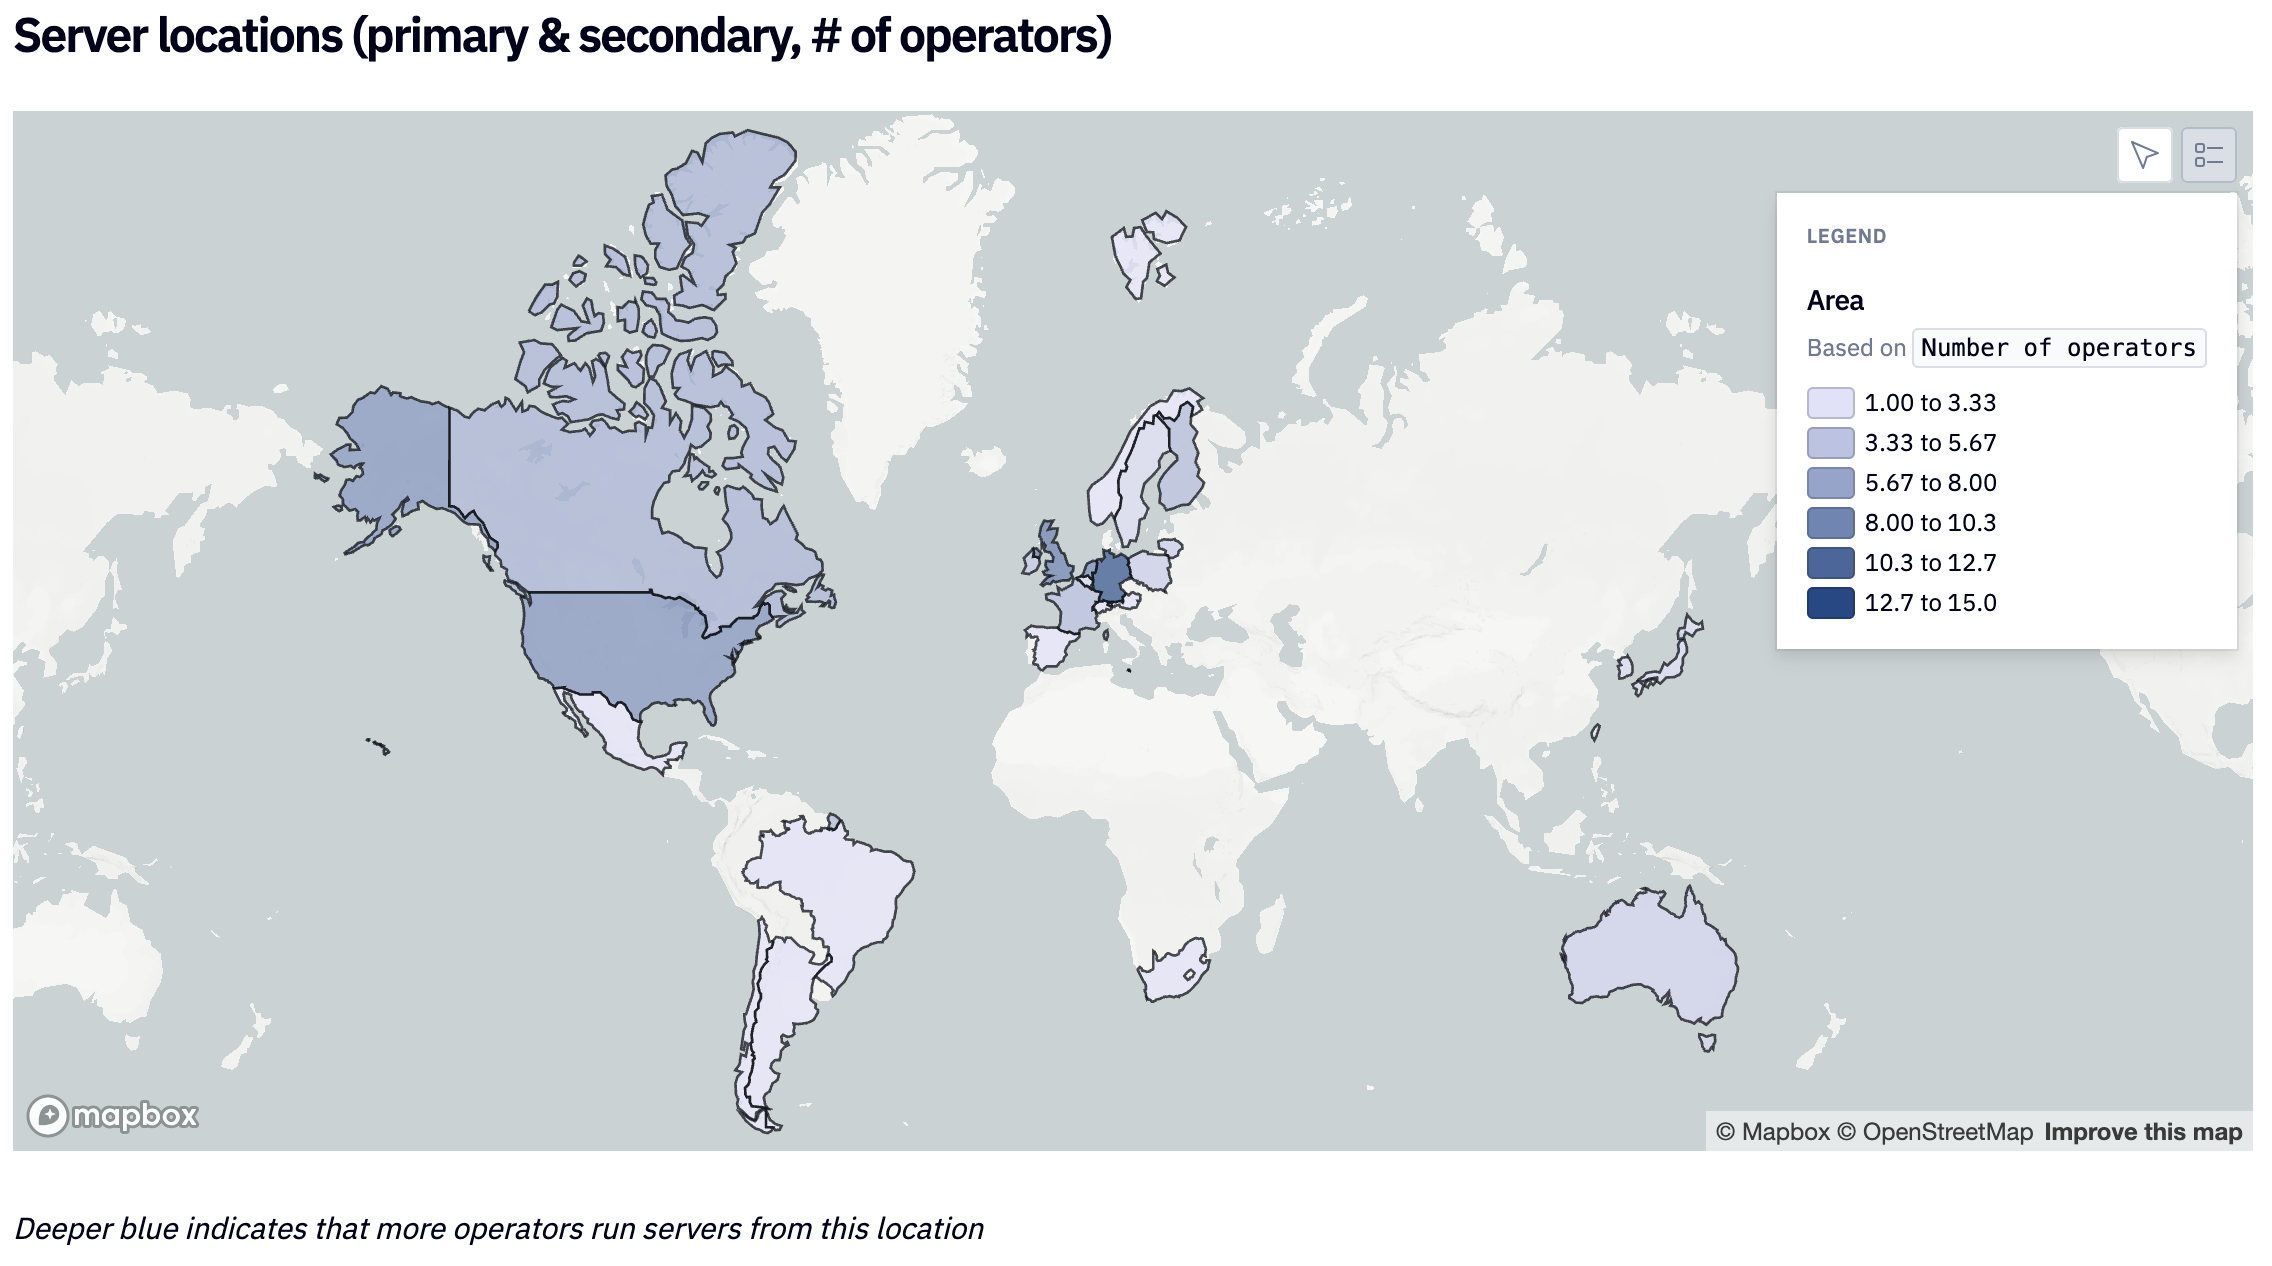 Server locations (primary & secondary, # of operators)
LEGEND
Area
Based on Number of operators
1.00 to 3.33
3.33 to 5.67
5.67 to 8.00
8.00 to 10.3
10.3 to 12.7
12.7 to 15.0
mapbox
© Mapbox © OpenStreetMap Improve this map
Deeper blue indicates that more operators run servers from this location